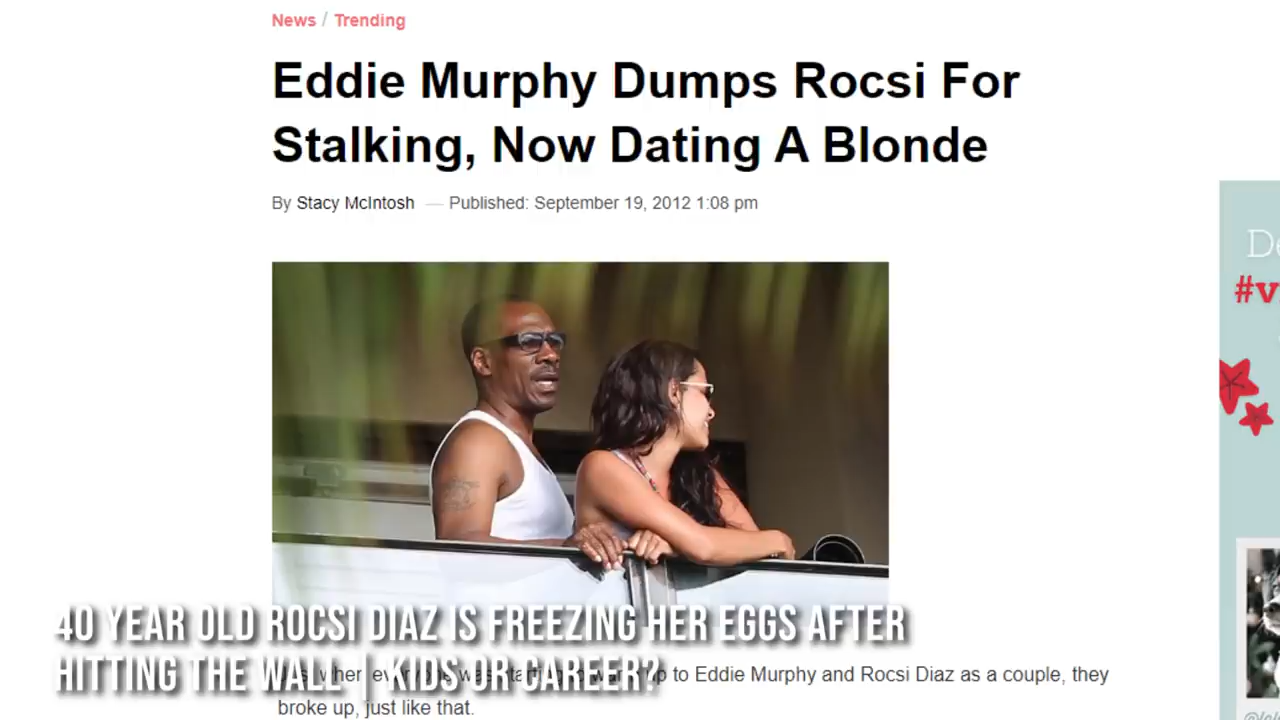 News / Trending
Eddie Murphy Dumps Rocsi For
Stalking, Now Dating A Blonde
By Stacy McIntosh — Published: September 19, 2012 1:08 pm
#v
40 YEAR OLD ROCSI DIAZ IS FREEZING HER EGGS AFTER
HITTING THE WALL | KIDS OR CAREER?
up to Eddie Murphy and Rocsi Diaz as a couple, they
broke up, just like that.